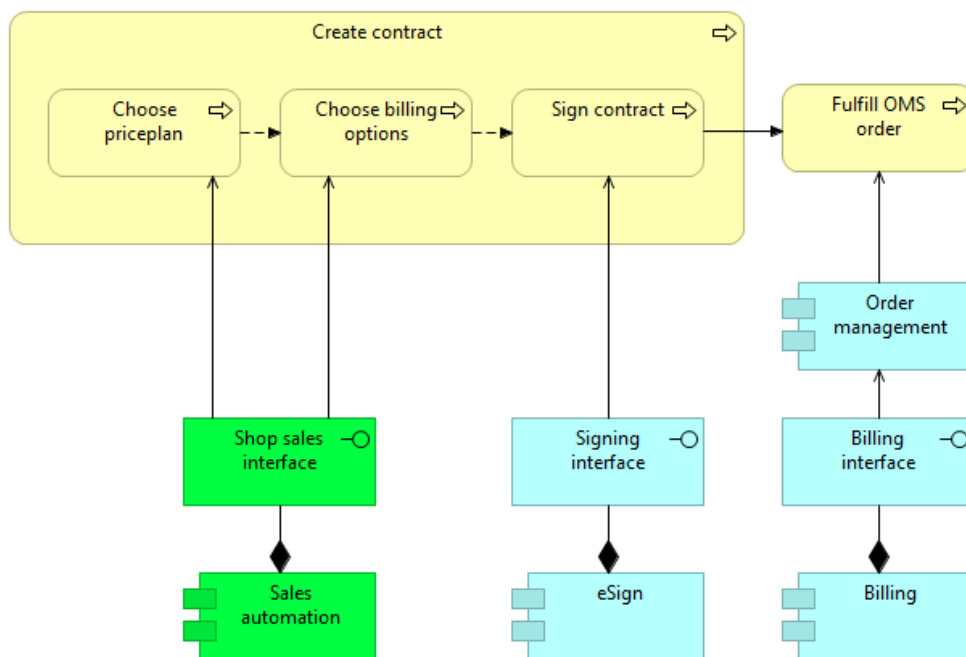 Create contract
Choose
priceplan
Choose billing
options
Sign contract
Fulfill OMS
order
Order
management
Shop sales
interface
Signing
interface
Billing
interface
Sales
automation
eSign
Billing